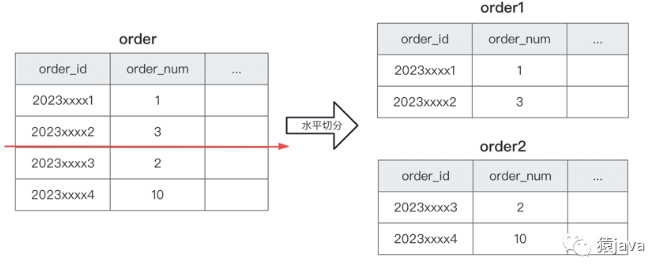 order
order_id order_num ...
2023xxxx1 1
2023xxxx2 3
2023xxxx3 2
2023xxxx4 10
水平切分
order1
order_id order_num ...
2023xxxx1 1
2023xxxx2 3
order2
order_id order_num ...
2023xxxx3 2
2023xxxx4 10
猿java